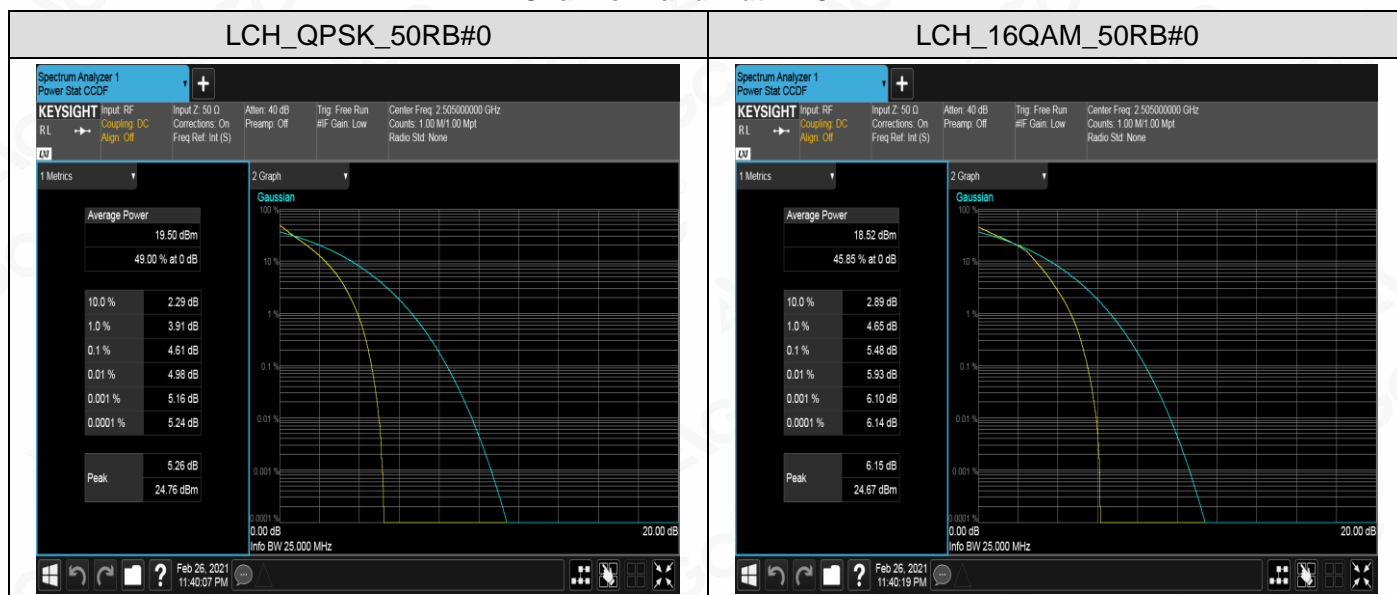 LCH_QPSK_50RB#0
Spectrum Analyzer 1
Power Stat CCDF
+
KEYSIGHT
RL
LXI
Input: RF
Coupling: DC
Align: Off
Input Z: 50 Ω
Corrections: On
Freq Ref: Int (S)
Atten: 40 dB
Preamp: Off
Trig: Free Run
#IF Gain: Low
Center Freq: 2.505000000 GHz
Counts: 1.00 M/1.00 Mpt
Radio Std: None
1 Metrics
Average Power
19.50 dBm
49.00 % at 0 dB
10.0 % 2.29 dB
1.0 % 3.91 dB
0.1 % 4.61 dB
0.01 % 4.98 dB
0.001 % 5.16 dB
0.0001 % 5.24 dB
Peak
5.26 dB
24.76 dBm
2 Graph
Gaussian
100 %
10 %
1 %
0.1 %
0.01 %
0.001 %
0.0001 %
0.00 dB 20.00 dB
Info BW 25.000 MHz
?
Feb 26, 2021
11:40:07 PM
LCH_16QAM_50RB#0
Spectrum Analyzer 1
Power Stat CCDF
+
KEYSIGHT
RL
LXI
Input: RF
Coupling: DC
Align: Off
Input Z: 50 Ω
Corrections: On
Freq Ref: Int (S)
Atten: 40 dB
Preamp: Off
Trig: Free Run
#IF Gain: Low
Center Freq: 2.505000000 GHz
Counts: 1.00 M/1.00 Mpt
Radio Std: None
1 Metrics
Average Power
18.52 dBm
45.85 % at 0 dB
10.0 % 2.89 dB
1.0 % 4.65 dB
0.1 % 5.48 dB
0.01 % 5.93 dB
0.001 % 6.10 dB
0.0001 % 6.14 dB
Peak
6.15 dB
24.67 dBm
2 Graph
Gaussian
100 %
10 %
1 %
0.1 %
0.01 %
0.001 %
0.0001 %
0.00 dB 20.00 dB
Info BW 25.000 MHz
?
Feb 26, 2021
11:40:19 PM